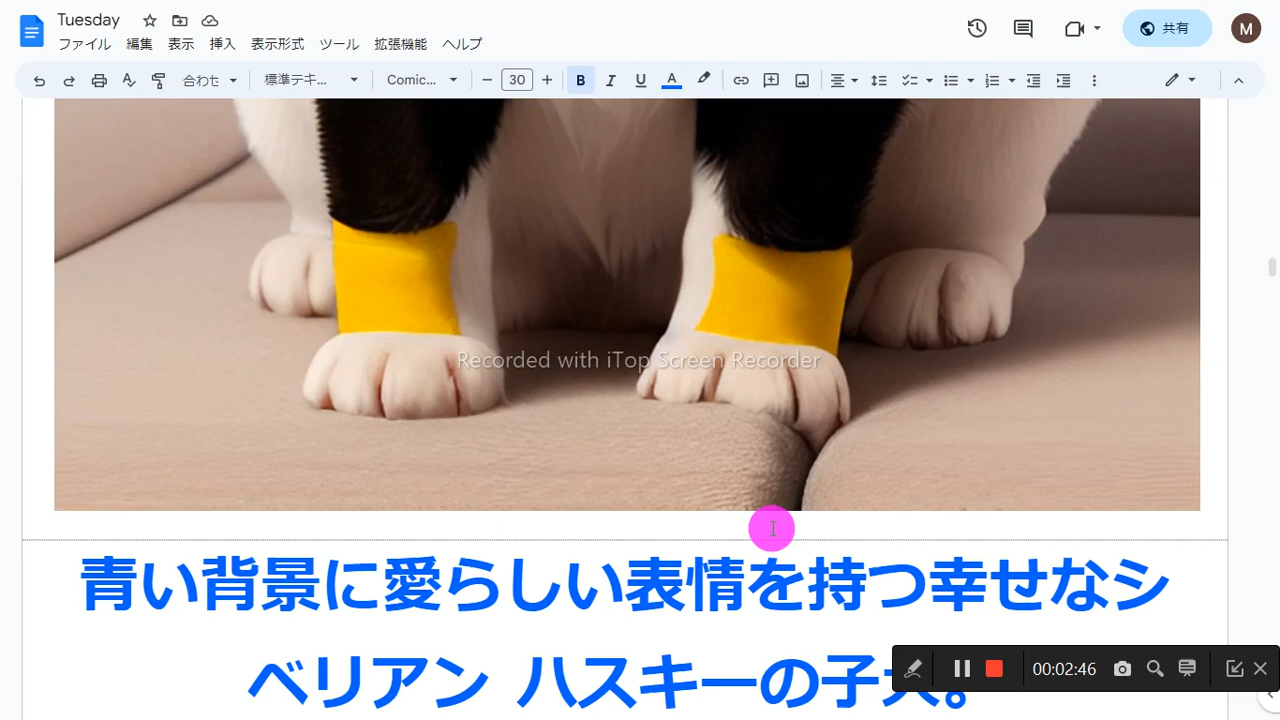 Tuesday
ファイル 編集 表示 挿入 表示形式 ツール 拡張機能 ヘルプ
共有
M
合わせ 標準テキ... Comic... − 30 + B I U A
Recorded with iTop Screen Recorder
青い背景に愛らしい表情を持つ幸せなシ
ベリアン ハスキーの子犬。
00:02:46